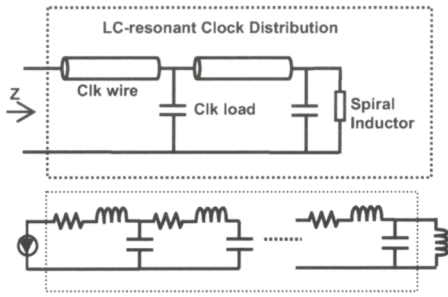 LC-resonant Clock Distribution
Z
Clk wire
Clk load
Spiral
Inductor